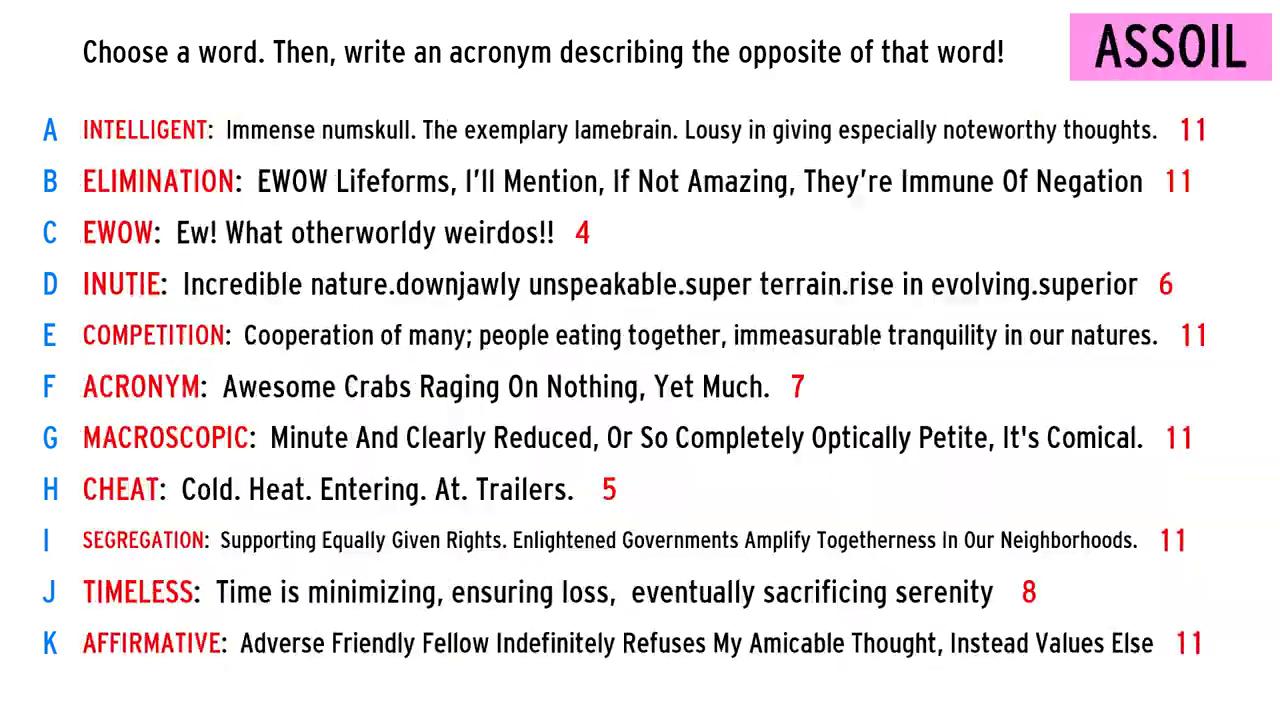 Choose a word. Then, write an acronym describing the opposite of that word!
ASSOIL
A INTELLIGENT: Immense numskull. The exemplary lamebrain. Lousy in giving especially noteworthy thoughts. 11
B ELIMINATION: EWOW Lifeforms, I'll Mention, If Not Amazing, They're Immune Of Negation 11
C EWOW: Ew! What otherworldy weirdos!! 4
D INUTIE: Incredible nature.downjawly unspeakable.super terrain.rise in evolving.superior 6
E COMPETITION: Cooperation of many; people eating together, immeasurable tranquility in our natures. 11
F ACRONYM: Awesome Crabs Raging On Nothing, Yet Much. 7
G MACROSCOPIC: Minute And Clearly Reduced, Or So Completely Optically Petite, It's Comical. 11
H CHEAT: Cold. Heat. Entering. At. Trailers. 5
I SEGREGATION: Supporting Equally Given Rights. Enlightened Governments Amplify Togetherness In Our Neighborhoods. 11
J TIMELESS: Time is minimizing, ensuring loss, eventually sacrificing serenity 8
K AFFIRMATIVE: Adverse Friendly Fellow Indefinitely Refuses My Amicable Thought, Instead Values Else 11